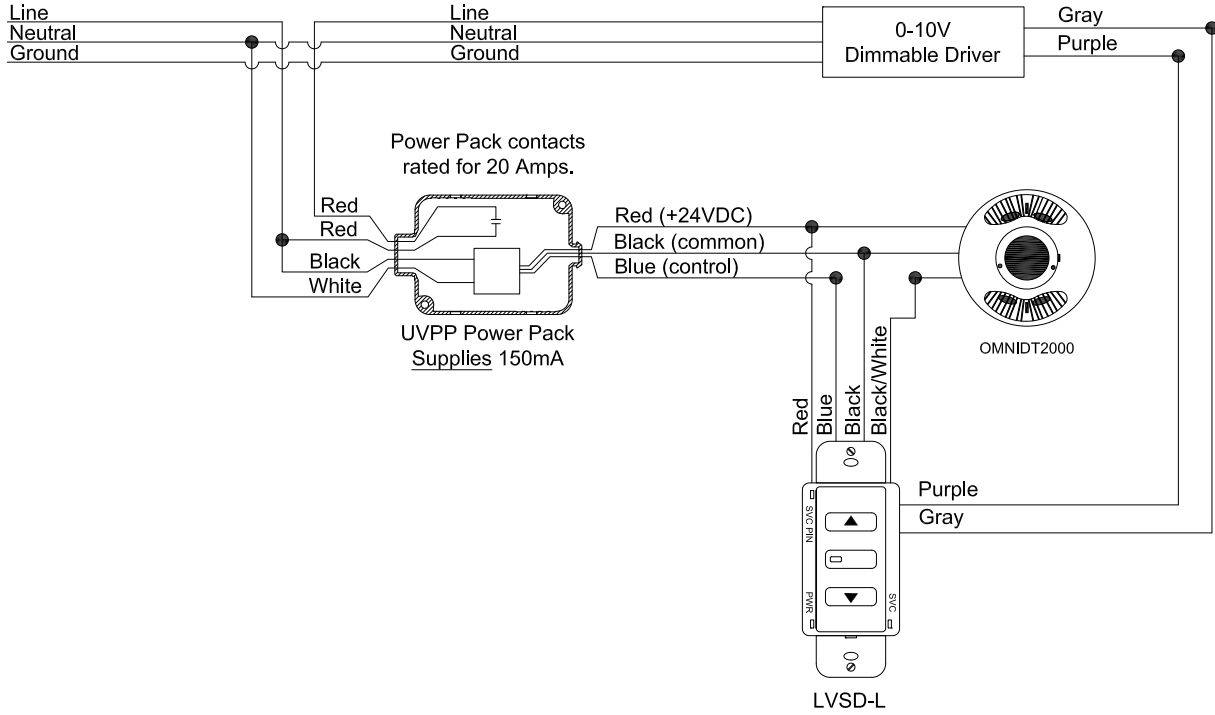 Line
Neutral
Ground
Line
Neutral
Ground
0-10V
Dimmable Driver
Gray
Purple
Power Pack contacts
rated for 20 Amps.
Red
Red
Black
White
UVPP Power Pack
Supplies 150mA
Red (+24VDC)
Black (common)
Blue (control)
OMNIDT2000
Red
Blue
Black
Black/White
SVC PIN
PWR
SVC
Purple
Gray
LVSD-L